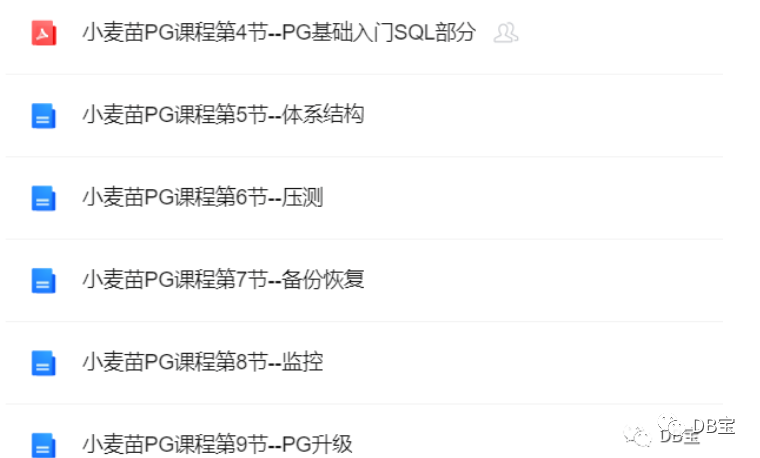 小麦苗PG课程第4节--PG基础入门SQL部分
小麦苗PG课程第5节--体系结构
小麦苗PG课程第6节--压测
小麦苗PG课程第7节--备份恢复
小麦苗PG课程第8节--监控
小麦苗PG课程第9节--PG升级
DB宝
DB宝